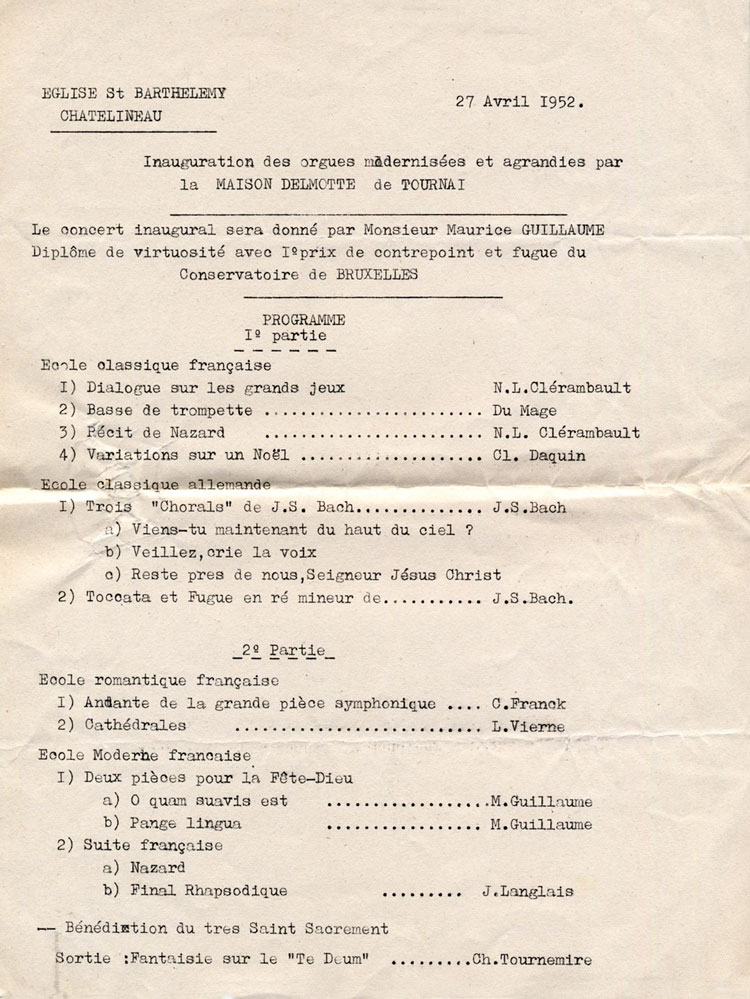 EGLISE St BARTHELEMY
CHATELINEAU
27 Avril I952.
Inauguration des orgues modernisées et agrandies par
la MAISON DELMOTTE de TOURNAI
Le concert inaugural sera donné par Monsieur Maurice GUILLAUME
Diplôme de virtuosité avec Iºprix de contrepoint et fugue du
Conservatoire de BRUXELLES
PROGRAMME
Iº partie
Ecole classique française
I) Dialogue sur les grands jeux N.L.Clérambault
2) Basse de trompette ........................ Du Mage
3) Récit de Nazard ........................ N.L. Clérambault
4) Variations sur un Noël .................... Cl. Daquin
Ecole classique allemande
I) Trois "Chorals" de J.S. Bach.............. J.S.Bach
a) Viens-tu maintenant du haut du ciel ?
b) Veillez,crie la voix
c) Reste pres de nous,Seigneur Jésus Christ
2) Toccata et Fugue en ré mineur de........... J.S.Bach.
2º Partie
Ecole romantique française
I) Andante de la grande pièce symphonique .... C.Franck
2) Cathédrales ........................... L.Vierne
Ecole Moderne francaise
I) Deux pièces pour la Fête-Dieu
a) O quam suavis est ..................M.Guillaume
b) Pange lingua ................. M.Guillaume
2) Suite française
a) Nazard
b) Final Rhapsodique ......... J.Langlais
-- Bénédiction du tres Saint Sacrement
Sortie :Fantaisie sur le "Te Deum" .........Ch.Tournemire